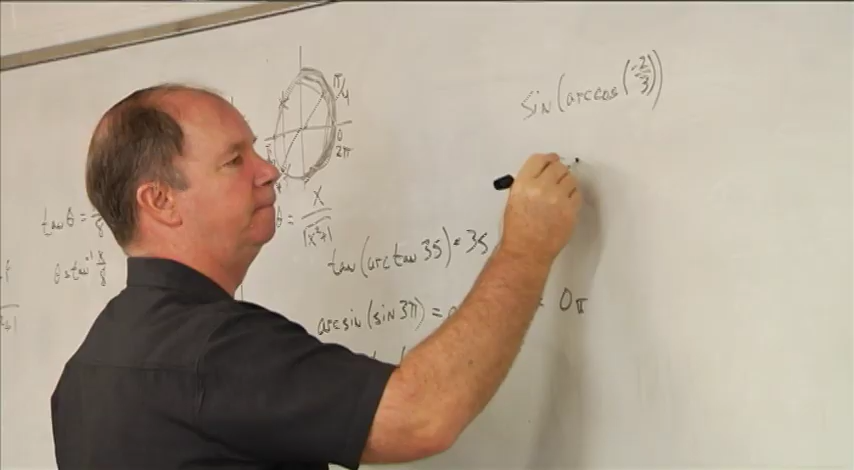 sin(arccos(-2/3))
π/4
0
2π
tan θ =
8
θ = tan⁻¹ x/8
θ = x/√x²+1
tan(arctan 35) = 35
arcsin(sin 3π) =
= 0π